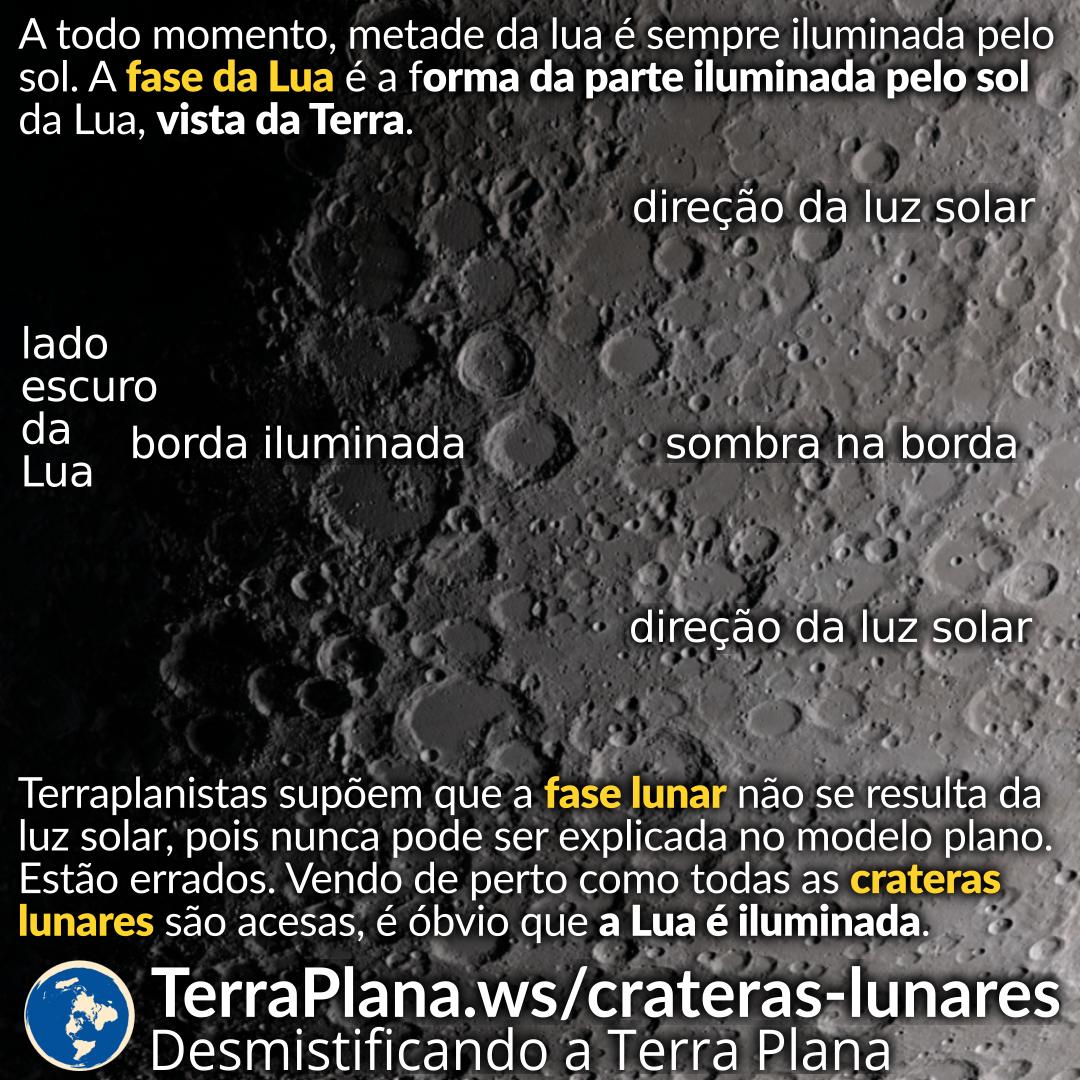 A todo momento, metade da lua é sempre iluminada pelo
sol. A fase da Lua é a forma da parte iluminada pelo sol
da Lua, vista da Terra.
direção da luz solar
lado
escuro
da
Lua
borda iluminada
sombra na borda
direção da luz solar
Terraplanistas supõem que a fase lunar não se resulta da
luz solar, pois nunca pode ser explicada no modelo plano.
Estão errados. Vendo de perto como todas as crateras
lunares são acesas, é óbvio que a Lua é iluminada.
TerraPlana.ws/crateras-lunares
Desmistificando a Terra Plana